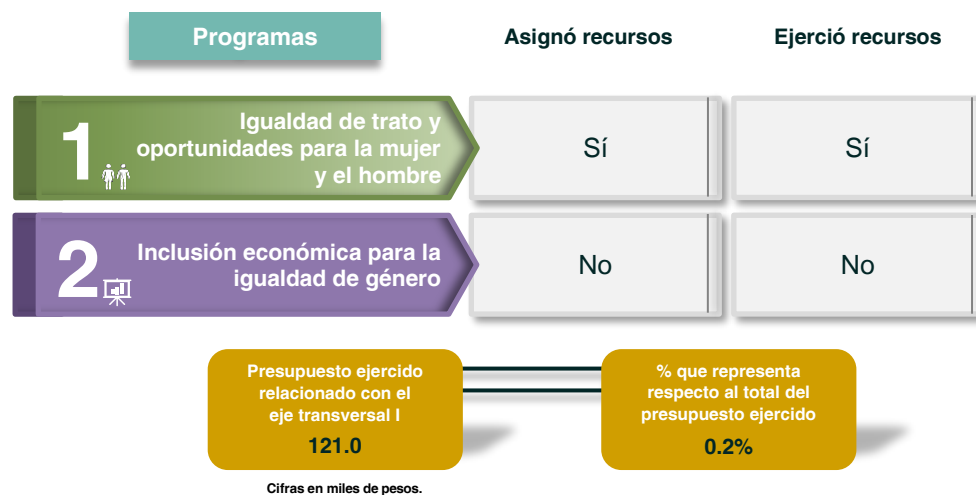 Programas
Asignó recursos
Ejerció recursos
1
Igualdad de trato y
oportunidades para la mujer
y el hombre
Sí
Sí
2
Inclusión económica para la
igualdad de género
No
No
Presupuesto ejercido
relacionado con el
eje transversal I
121.0
% que representa
respecto al total del
presupuesto ejercido
0.2%
Cifras en miles de pesos.